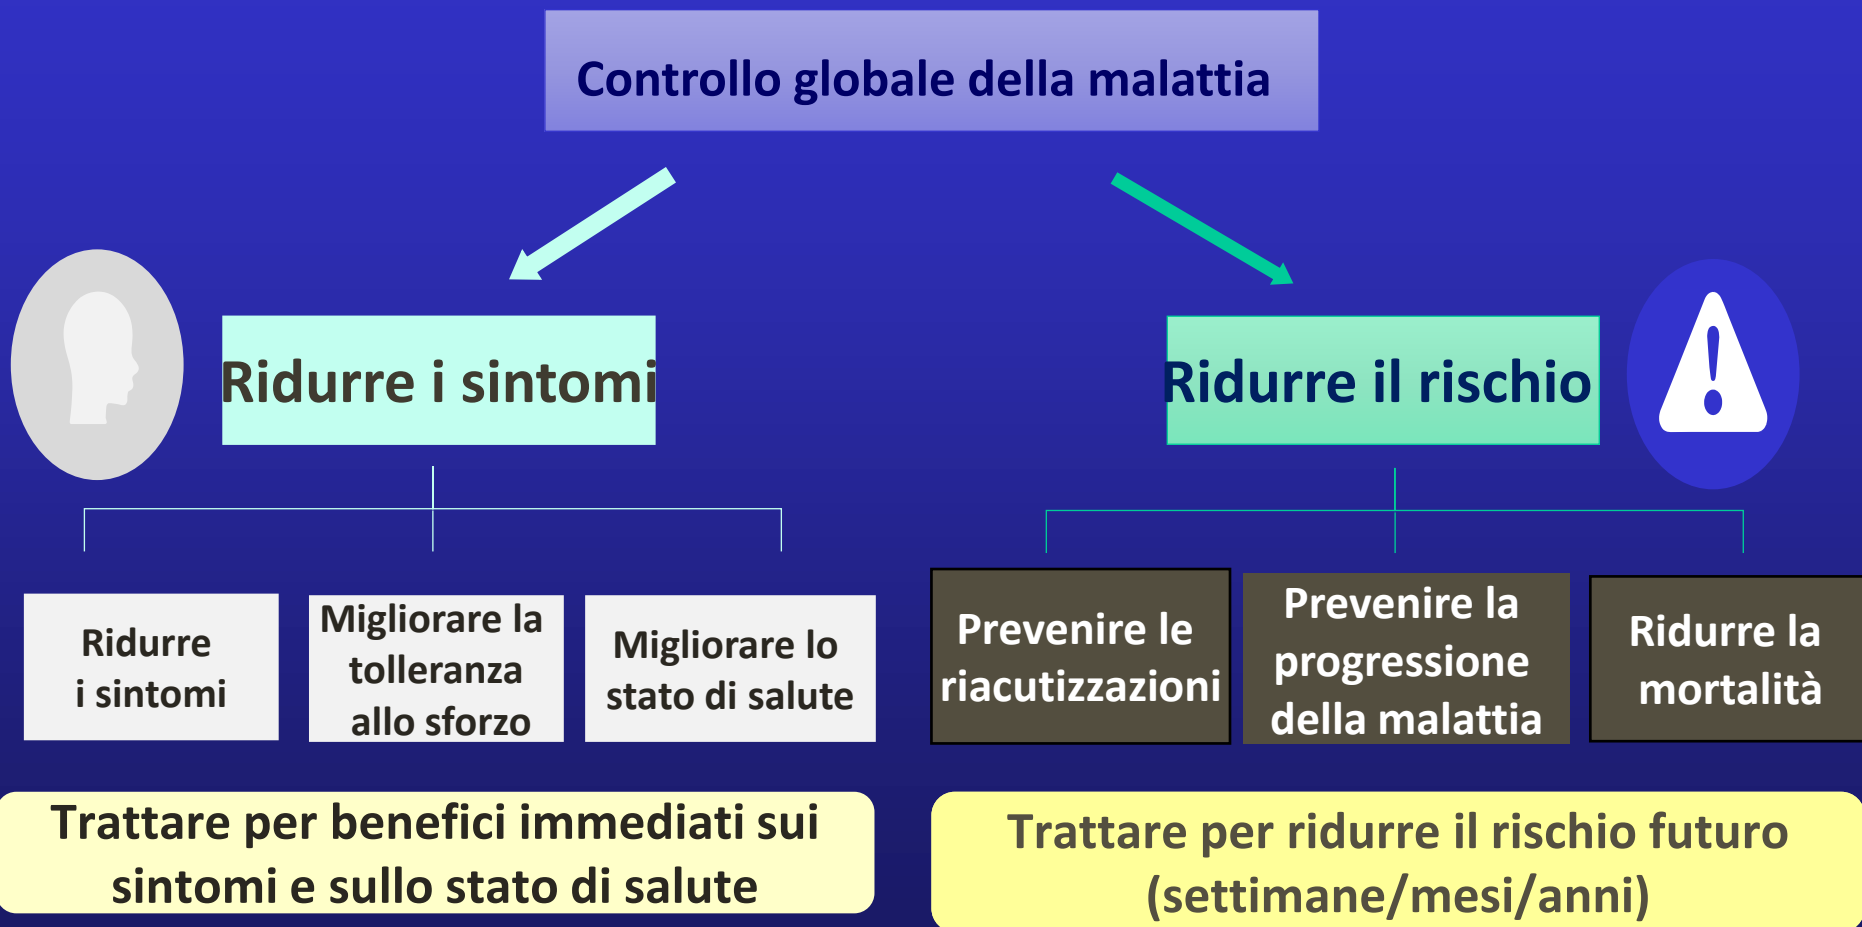 Controllo globale della malattia
Ridurre i sintomi
Ridurre il rischio
Ridurre
i sintomi
Migliorare la
tolleranza
allo sforzo
Migliorare lo
stato di salute
Prevenire le
riacutizzazioni
Prevenire la
progressione
della malattia
Ridurre la
mortalità
Trattare per benefici immediati sui
sintomi e sullo stato di salute
Trattare per ridurre il rischio futuro
(settimane/mesi/anni)